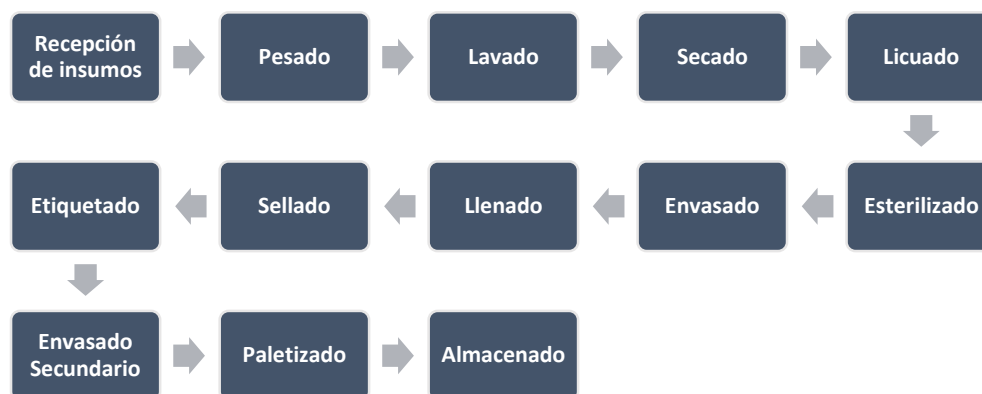 Recepción
de insumos
Pesado
Lavado
Secado
Licuado
Esterilizado
Envasado
Llenado
Sellado
Etiquetado
Envasado
Secundario
Paletizado
Almacenado